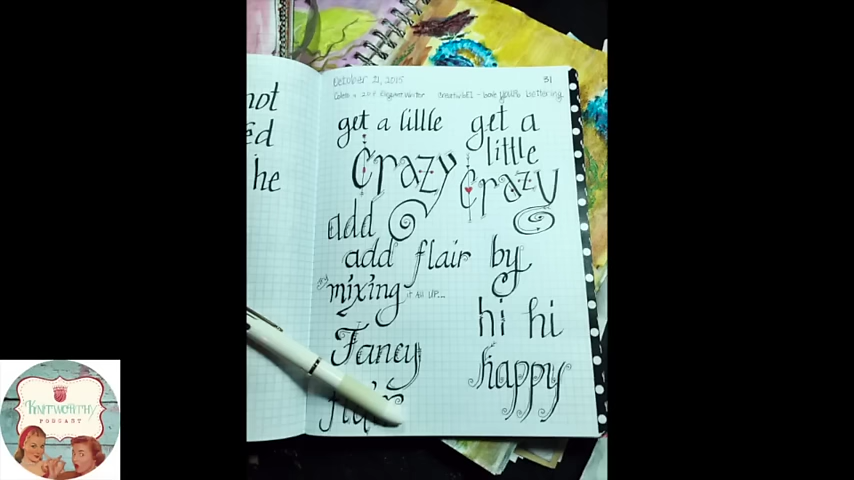 not
ed
he
October 21, 2015
31
get a little
Crazy
add
add flair by
mixing it all up...
Fancy
flair
get a
little
Crazy
hi hi
happy
KNITWORTHY
PODCAST